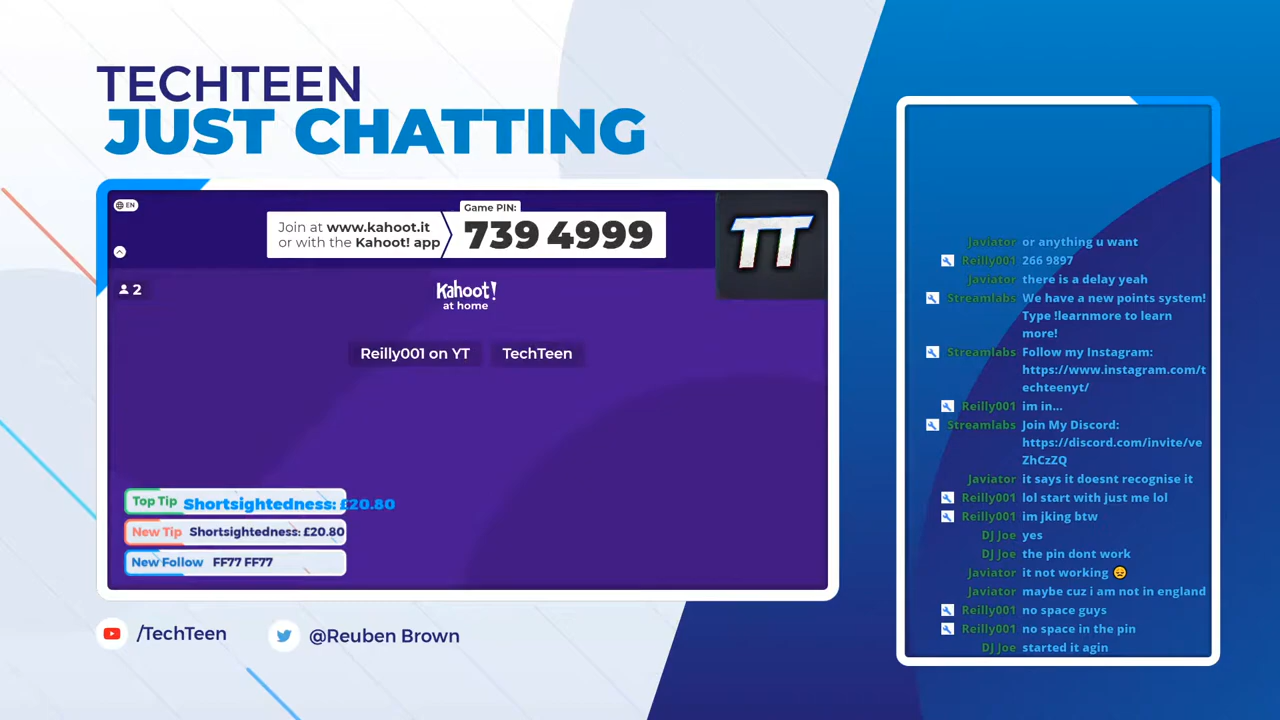 TECHTEEN
JUST CHATTING
EN
Join at www.kahoot.it
or with the Kahoot! app
Game PIN:
739 4999
TT
2
Kahoot!
at home
Reilly001 on YT
TechTeen
Top Tip Shortsightedness: £20.80
New Tip Shortsightedness: £20.80
New Follow FF77 FF77
/TechTeen
@Reuben Brown
Javiator or anything u want
Reilly001 266 9897
Javiator there is a delay yeah
Streamlabs We have a new points system!
Type !learnmore to learn
more!
Streamlabs Follow my Instagram:
https://www.instagram.com/t
echteenyt/
Reilly001 im in...
Streamlabs Join My Discord:
https://discord.com/invite/ve
ZhCzZQ
Javiator it says it doesnt recognise it
Reilly001 lol start with just me lol
Reilly001 im jking btw
DJ Joe yes
DJ Joe the pin dont work
Javiator it not working 😑
Javiator maybe cuz i am not in england
Reilly001 no space guys
Reilly001 no space in the pin
DJ Joe started it agin